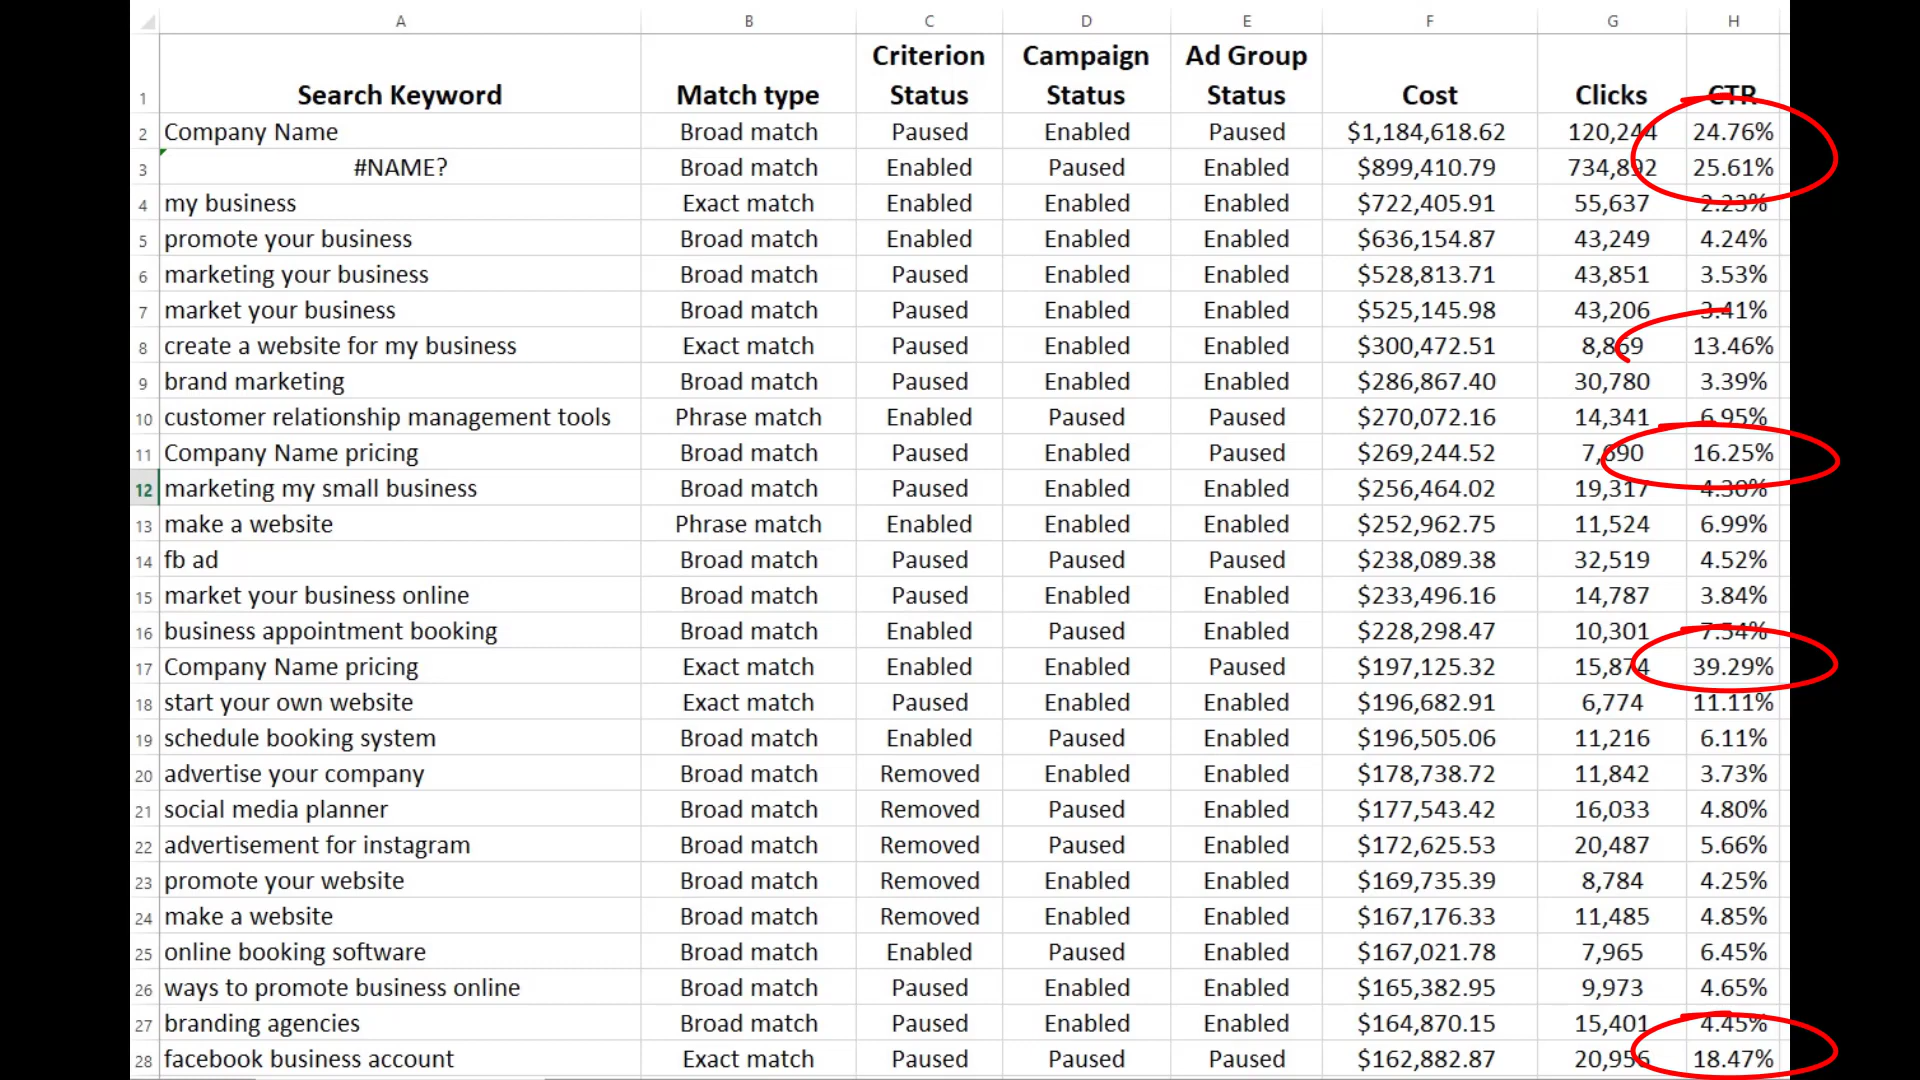 A B C D E F G H
1 Search Keyword Match type Criterion Status Campaign Status Ad Group Status Cost Clicks CTR
2 Company Name Broad match Paused Enabled Paused $1,184,618.62 120,244 24.76%
3 #NAME? Broad match Enabled Paused Enabled $899,410.79 734,892 25.61%
4 my business Exact match Enabled Enabled Enabled $722,405.91 55,637 2.23%
5 promote your business Broad match Enabled Enabled Enabled $636,154.87 43,249 4.24%
6 marketing your business Broad match Paused Enabled Enabled $528,813.71 43,851 3.53%
7 market your business Broad match Paused Enabled Enabled $525,145.98 43,206 3.41%
8 create a website for my business Exact match Paused Enabled Enabled $300,472.51 8,869 13.46%
9 brand marketing Broad match Paused Enabled Enabled $286,867.40 30,780 3.39%
10 customer relationship management tools Phrase match Enabled Paused Paused $270,072.16 14,341 6.95%
11 Company Name pricing Broad match Paused Enabled Paused $269,244.52 7,690 16.25%
12 marketing my small business Broad match Paused Enabled Enabled $256,464.02 19,317 4.30%
13 make a website Phrase match Enabled Enabled Enabled $252,962.75 11,524 6.99%
14 fb ad Broad match Paused Paused Paused $238,089.38 32,519 4.52%
15 market your business online Broad match Paused Enabled Enabled $233,496.16 14,787 3.84%
16 business appointment booking Broad match Enabled Paused Enabled $228,298.47 10,301 7.54%
17 Company Name pricing Exact match Enabled Enabled Paused $197,125.32 15,874 39.29%
18 start your own website Exact match Paused Enabled Enabled $196,682.91 6,774 11.11%
19 schedule booking system Broad match Enabled Paused Enabled $196,505.06 11,216 6.11%
20 advertise your company Broad match Removed Enabled Enabled $178,738.72 11,842 3.73%
21 social media planner Broad match Removed Paused Enabled $177,543.42 16,033 4.80%
22 advertisement for instagram Broad match Removed Paused Enabled $172,625.53 20,487 5.66%
23 promote your website Broad match Removed Enabled Enabled $169,735.39 8,784 4.25%
24 make a website Broad match Removed Enabled Enabled $167,176.33 11,485 4.85%
25 online booking software Broad match Enabled Paused Enabled $167,021.78 7,965 6.45%
26 ways to promote business online Broad match Paused Enabled Enabled $165,382.95 9,973 4.65%
27 branding agencies Broad match Paused Enabled Enabled $164,870.15 15,401 4.45%
28 facebook business account Exact match Paused Paused Paused $162,882.87 20,956 18.47%